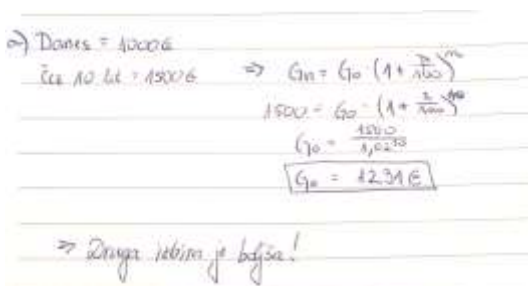 a) Danes = 1000€
Čez 10 let = 1500€ ⇒ Gn = G0 · (1 + p/100)^n
1500 = G0 · (1 + 2/100)^10
G0 = 1500/1,02^10
G0 = 1231€
⇒ Druga izbira je boljša!